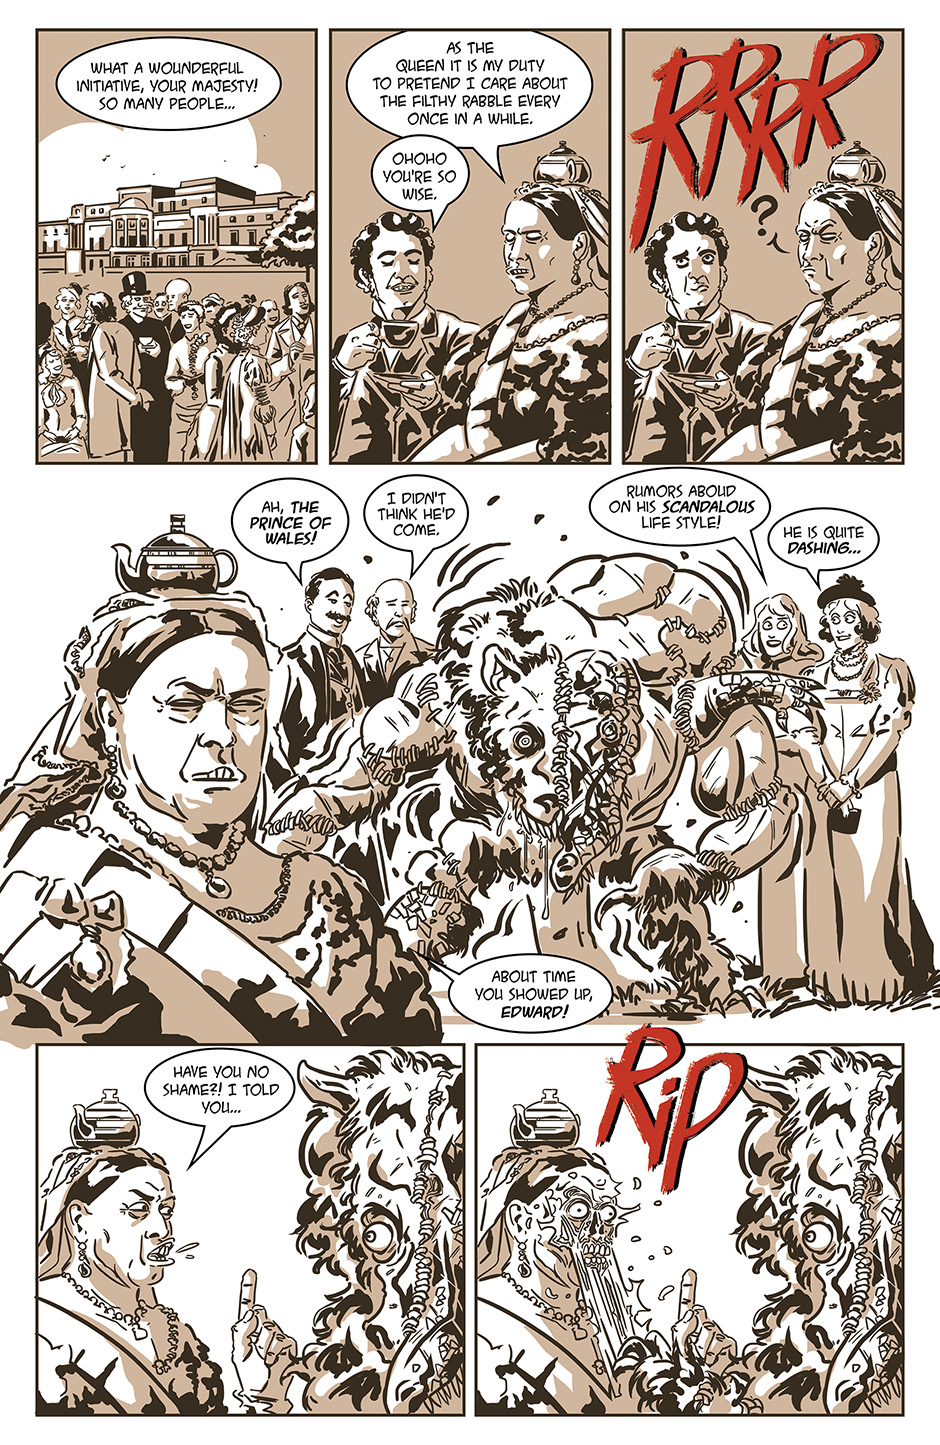 WHAT A WOUNDERFUL
INITIATIVE, YOUR MAJESTY!
SO MANY PEOPLE...
AS THE
QUEEN IT IS MY DUTY
TO PRETEND I CARE ABOUT
THE FILTHY RABBLE EVERY
ONCE IN A WHILE.
OHOHO
YOU'RE SO
WISE.
RRRR
?
AH, THE
PRINCE OF
WALES!
I DIDN'T
THINK HE'D
COME.
RUMORS ABOUD
ON HIS SCANDALOUS
LIFE STYLE!
HE IS QUITE
DASHING...
ABOUT TIME
YOU SHOWED UP,
EDWARD!
HAVE YOU NO
SHAME?! I TOLD
YOU...
RIP